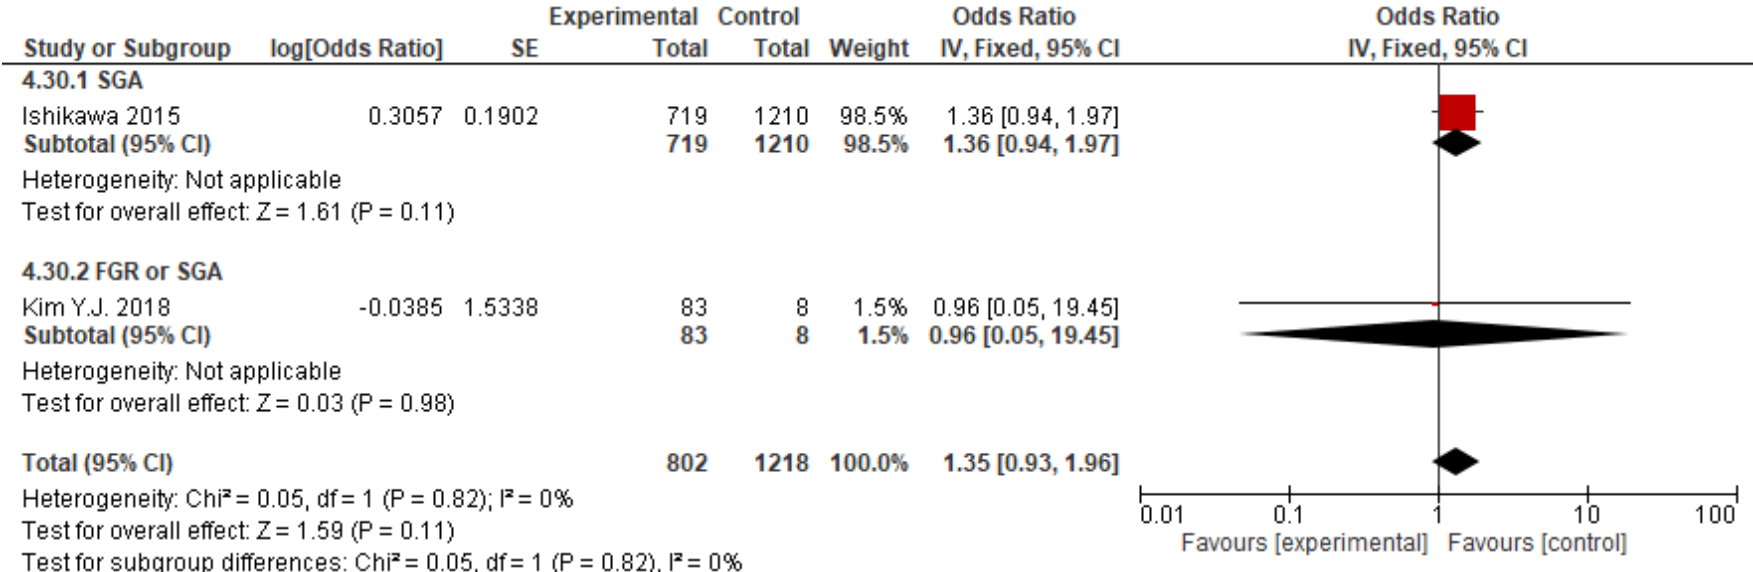 Experimental Control Odds Ratio Odds Ratio
Study or Subgroup log[Odds Ratio] SE Total Total Weight IV, Fixed, 95% CI IV, Fixed, 95% CI
4.30.1 SGA
Ishikawa 2015 0.3057 0.1902 719 1210 98.5% 1.36 [0.94, 1.97]
Subtotal (95% CI) 719 1210 98.5% 1.36 [0.94, 1.97]
Heterogeneity: Not applicable
Test for overall effect: Z = 1.61 (P = 0.11)
4.30.2 FGR or SGA
Kim Y.J. 2018 -0.0385 1.5338 83 8 1.5% 0.96 [0.05, 19.45]
Subtotal (95% CI) 83 8 1.5% 0.96 [0.05, 19.45]
Heterogeneity: Not applicable
Test for overall effect: Z = 0.03 (P = 0.98)
Total (95% CI) 802 1218 100.0% 1.35 [0.93, 1.96]
Heterogeneity: Chi² = 0.05, df = 1 (P = 0.82); I² = 0%
Test for overall effect: Z = 1.59 (P = 0.11)
Test for subgroup differences: Chi² = 0.05, df = 1 (P = 0.82), I² = 0%
0.01 0.1 1 10 100
Favours [experimental] Favours [control]